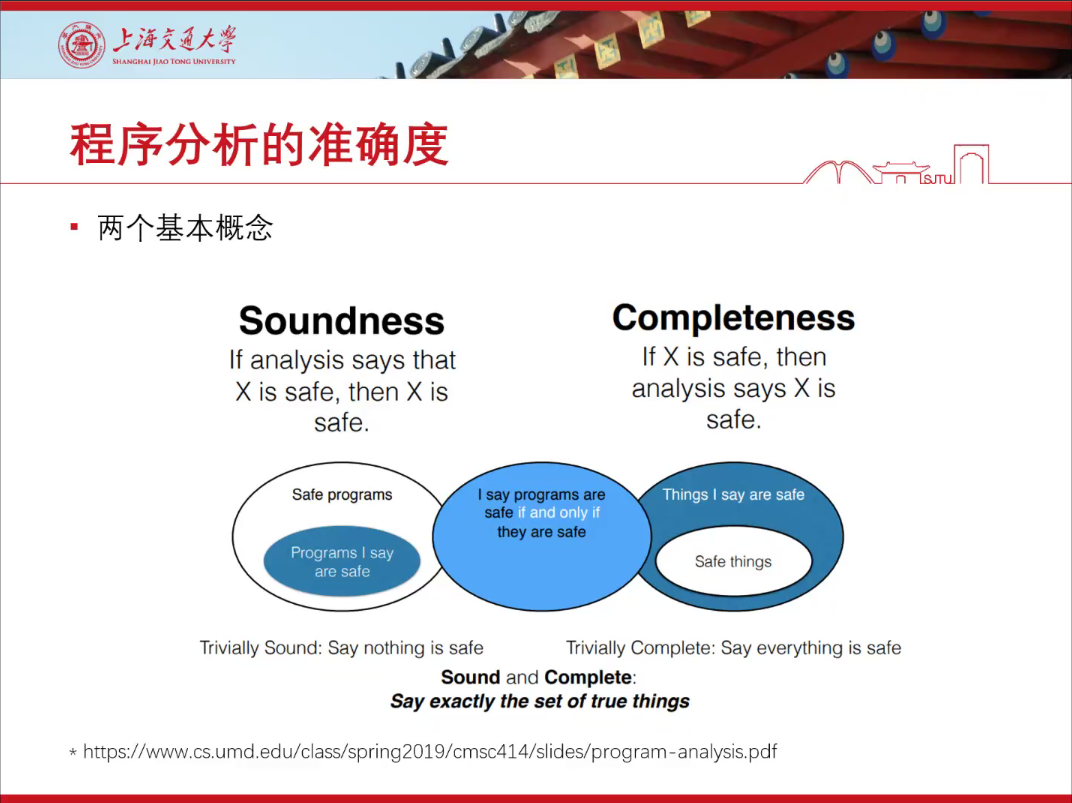 上海交通大学
SHANGHAI JIAO TONG UNIVERSITY
程序分析的准确度
SJTU
▪ 两个基本概念
Soundness
If analysis says that
X is safe, then X is
safe.
Completeness
If X is safe, then
analysis says X is
safe.
Safe programs
Programs I say
are safe
I say programs are
safe if and only if
they are safe
Things I say are safe
Safe things
Trivially Sound: Say nothing is safe
Trivially Complete: Say everything is safe
Sound and Complete:
Say exactly the set of true things
* https://www.cs.umd.edu/class/spring2019/cmsc414/slides/program-analysis.pdf